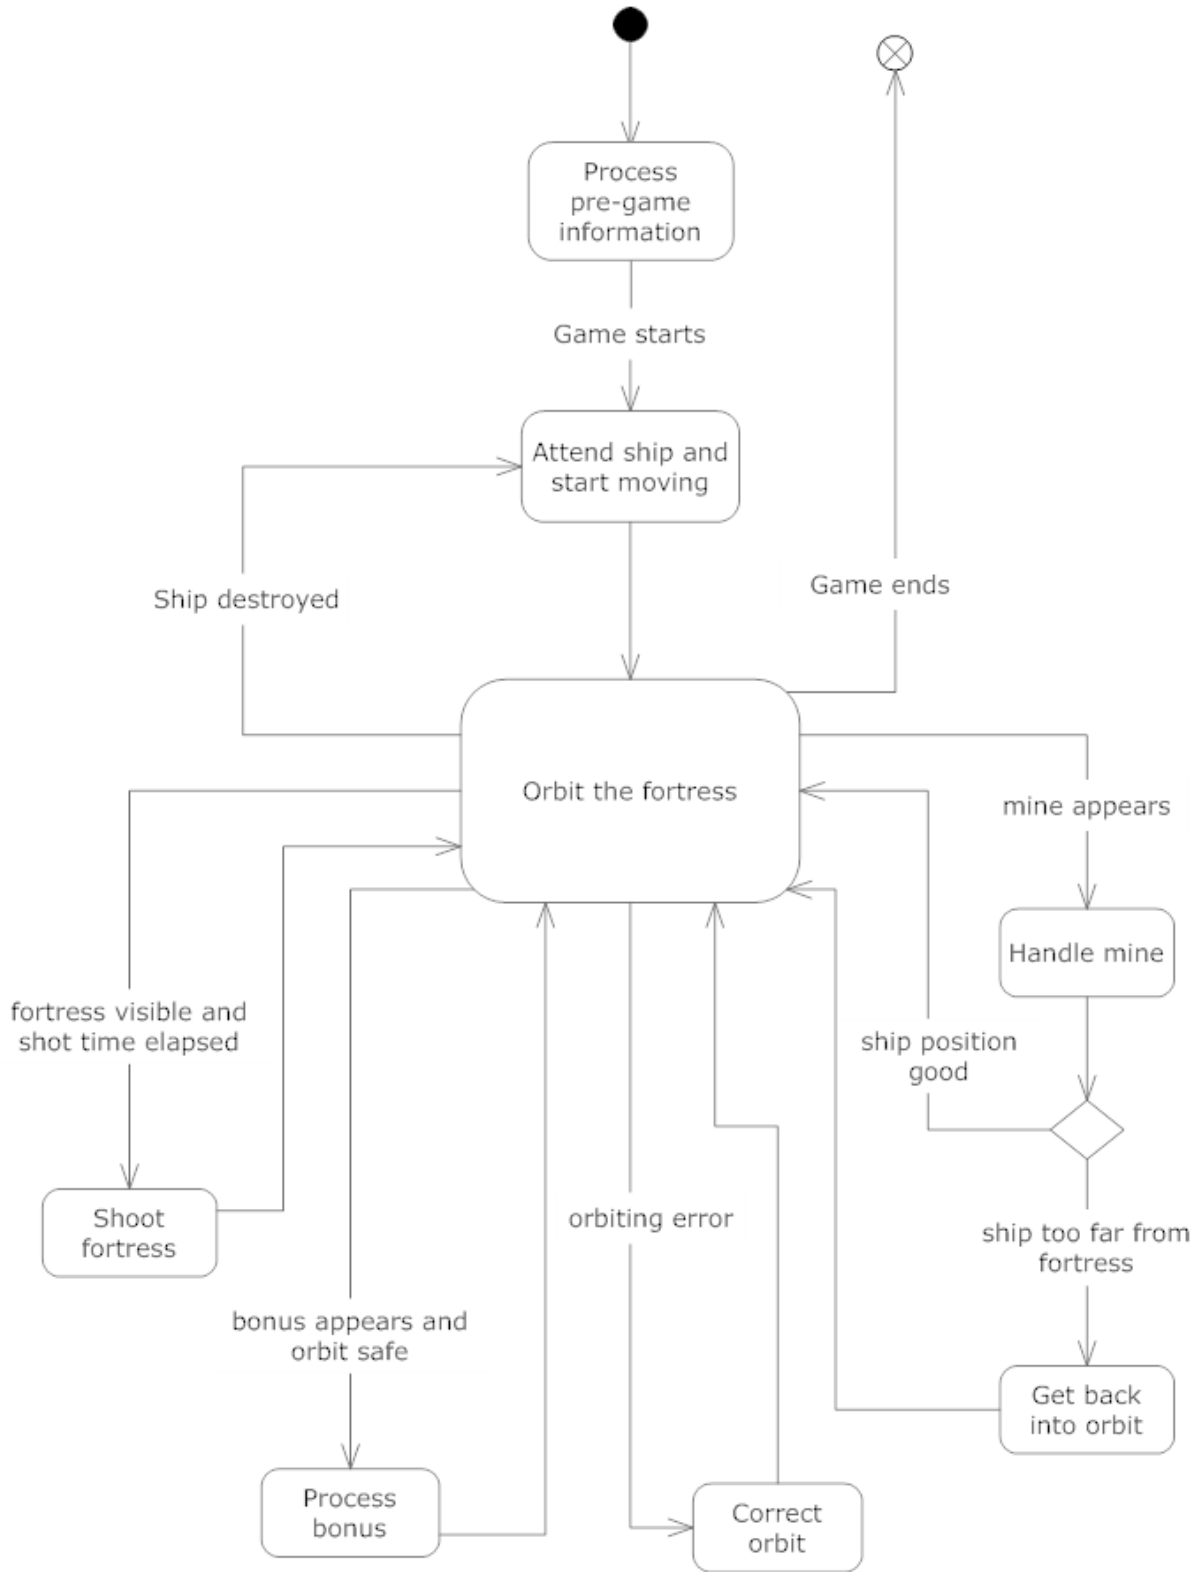 Process
pre-game
information
Game starts
Attend ship and
start moving
Ship destroyed
Game ends
Orbit the fortress
mine appears
Handle mine
fortress visible and
shot time elapsed
ship position
good
Shoot
fortress
orbiting error
ship too far from
fortress
bonus appears and
orbit safe
Get back
into orbit
Process
bonus
Correct
orbit